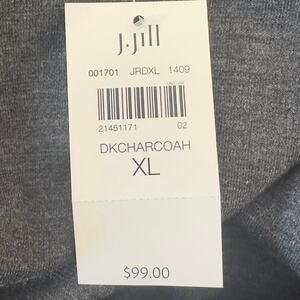 J.Jill
001701 JRDXL 1409
21451171 02
DKCHARCOAH
XL
$99.00